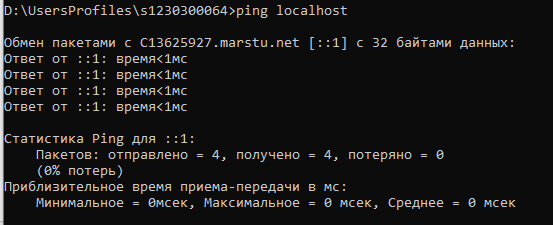 D:\UsersProfiles\s1230300064>ping localhost
Обмен пакетами с C13625927.marstu.net [::1] с 32 байтами данных:
Ответ от ::1: время<1мс
Ответ от ::1: время<1мс
Ответ от ::1: время<1мс
Ответ от ::1: время<1мс
Статистика Ping для ::1:
Пакетов: отправлено = 4, получено = 4, потеряно = 0
(0% потерь)
Приблизительное время приема-передачи в мс:
Минимальное = 0мсек, Максимальное = 0 мсек, Среднее = 0 мсек